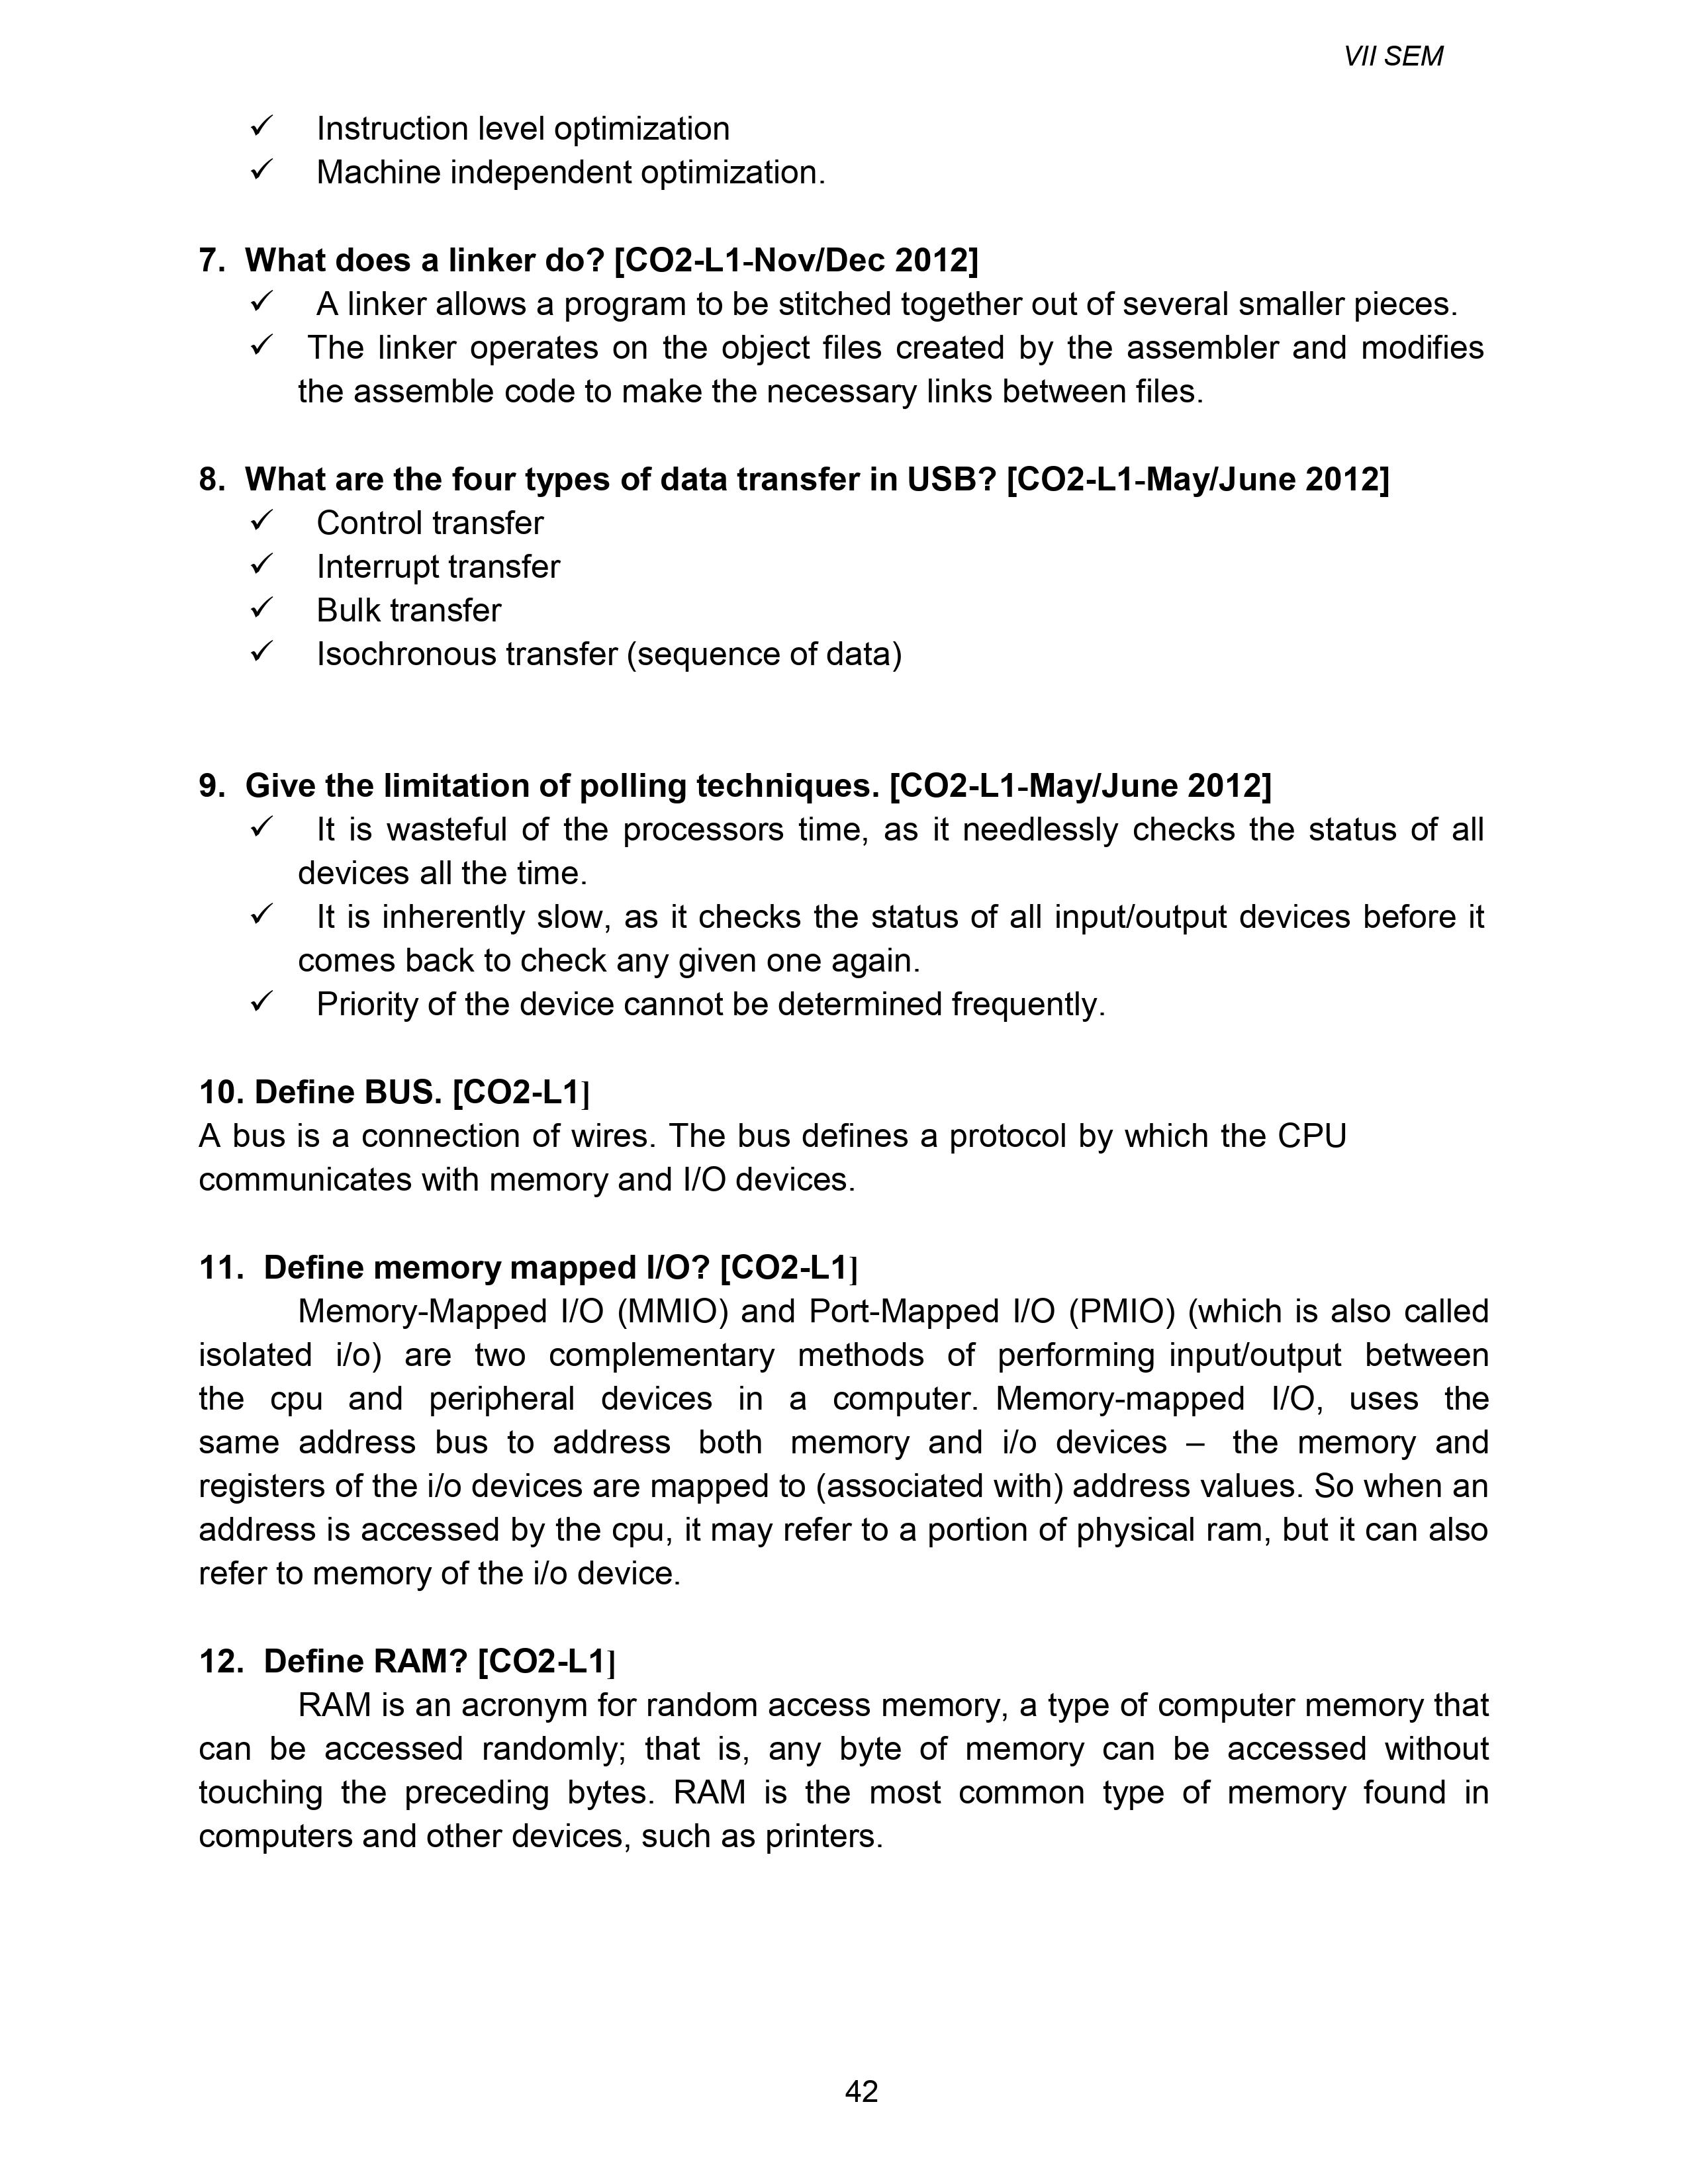 VII SEM
✓ Instruction level optimization
✓ Machine independent optimization.
7. What does a linker do? [CO2-L1-Nov/Dec 2012]
✓ A linker allows a program to be stitched together out of several smaller pieces.
✓ The linker operates on the object files created by the assembler and modifies
the assemble code to make the necessary links between files.
8. What are the four types of data transfer in USB? [CO2-L1-May/June 2012]
✓ Control transfer
✓ Interrupt transfer
✓ Bulk transfer
✓ Isochronous transfer (sequence of data)
9. Give the limitation of polling techniques. [CO2-L1-May/June 2012]
✓ It is wasteful of the processors time, as it needlessly checks the status of all
devices all the time.
✓ It is inherently slow, as it checks the status of all input/output devices before it
comes back to check any given one again.
✓ Priority of the device cannot be determined frequently.
10. Define BUS. [CO2-L1]
A bus is a connection of wires. The bus defines a protocol by which the CPU
communicates with memory and I/O devices.
11. Define memory mapped I/O? [CO2-L1]
Memory-Mapped I/O (MMIO) and Port-Mapped I/O (PMIO) (which is also called
isolated i/o) are two complementary methods of performing input/output between
the cpu and peripheral devices in a computer. Memory-mapped I/O, uses the
same address bus to address both memory and i/o devices – the memory and
registers of the i/o devices are mapped to (associated with) address values. So when an
address is accessed by the cpu, it may refer to a portion of physical ram, but it can also
refer to memory of the i/o device.
12. Define RAM? [CO2-L1]
RAM is an acronym for random access memory, a type of computer memory that
can be accessed randomly; that is, any byte of memory can be accessed without
touching the preceding bytes. RAM is the most common type of memory found in
computers and other devices, such as printers.
42